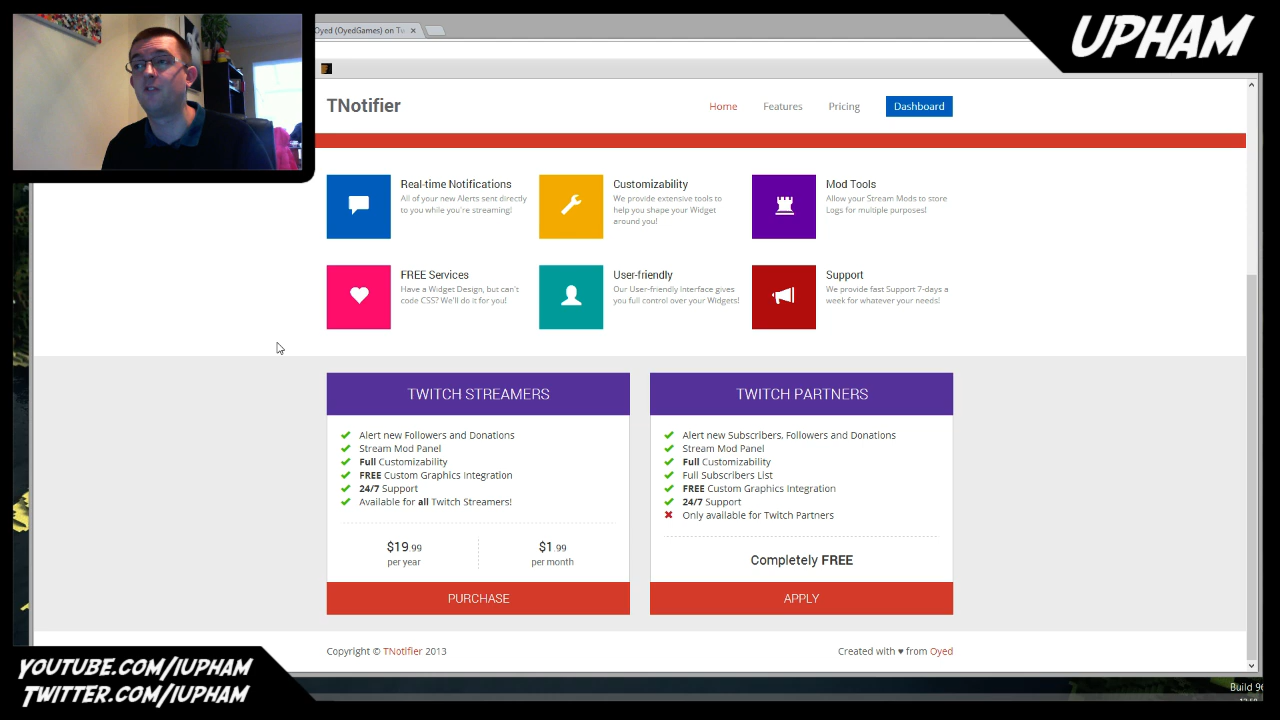 UPHAM
Oyed (OyedGames) on Tw
TNotifier
Home Features Pricing Dashboard
Real-time Notifications
All of your new Alerts sent directly
to you while you're streaming!
Customizability
We provide extensive tools to
help you shape your Widget
around you!
Mod Tools
Allow your Stream Mods to store
Logs for multiple purposes!
FREE Services
Have a Widget Design, but can't
code CSS? We'll do it for you!
User-friendly
Our User-friendly Interface gives
you full control over your Widgets!
Support
We provide fast Support 7-days a
week for whatever your needs!
TWITCH STREAMERS
Alert new Followers and Donations
Stream Mod Panel
Full Customizability
FREE Custom Graphics Integration
24/7 Support
Available for all Twitch Streamers!
$19.99
per year
$1.99
per month
PURCHASE
TWITCH PARTNERS
Alert new Subscribers, Followers and Donations
Stream Mod Panel
Full Customizability
Full Subscribers List
FREE Custom Graphics Integration
24/7 Support
Only available for Twitch Partners
Completely FREE
APPLY
Copyright © TNotifier 2013
Created with ♥ from Oyed
YOUTUBE.COM/IUPHAM
TWITTER.COM/IUPHAM
Build 96